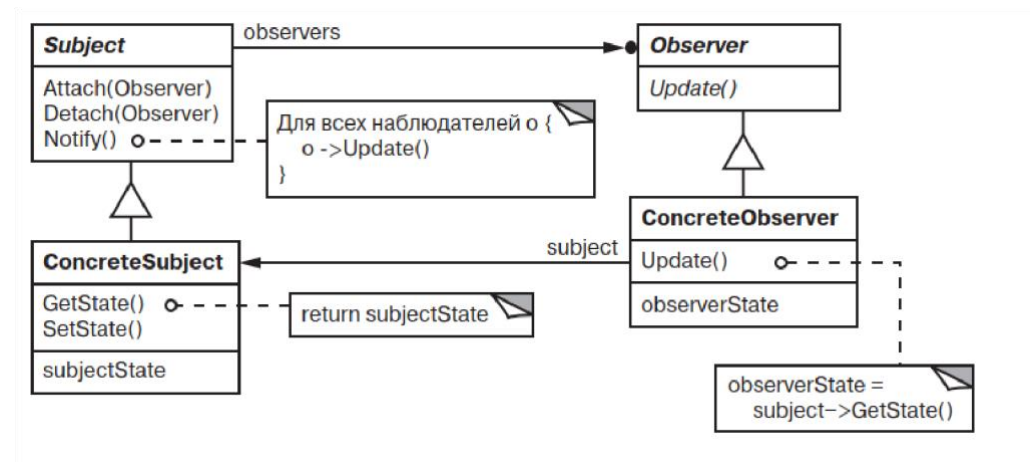 Subject
Attach(Observer)
Detach(Observer)
Notify()
observers
Observer
Update()
Для всех наблюдателей o {
o ->Update()
}
ConcreteSubject
GetState()
SetState()
subjectState
return subjectState
subject
ConcreteObserver
Update()
observerState
observerState =
subject->GetState()